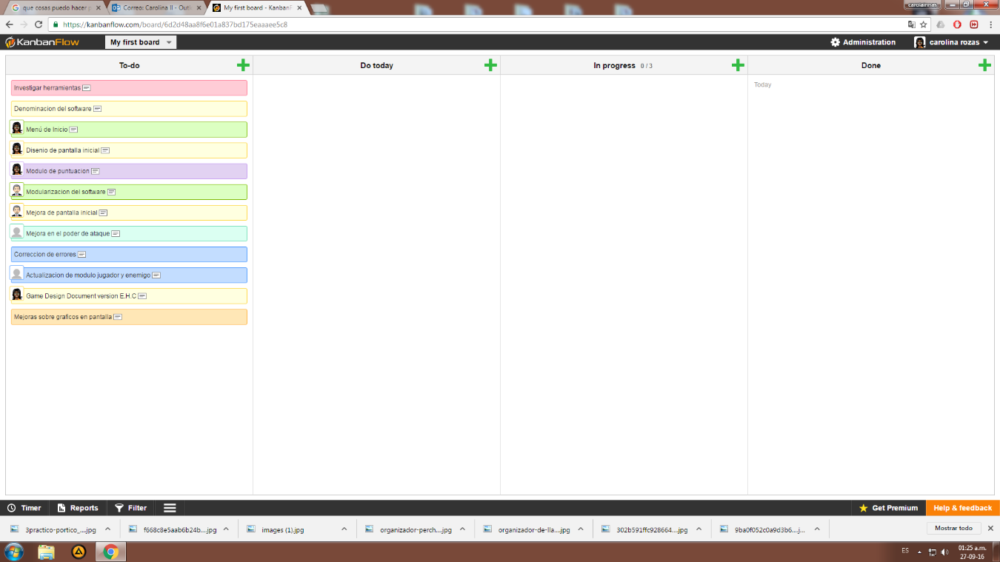 que cosas puedo hacer
Correo: Carolina ll - Outl
My first board - Kanban
carolainnas
https://kanbanflow.com/board/6d2d48aa8f6e01a837bd175eaaaee5c8
KanbanFlow
My first board
Administration
carolina rozas
To-do
Do today
In progress 0 / 3
Done
Investigar herramientas
Denominacion del software
Menú de Inicio
Disenio de pantalla inicial
Modulo de puntuacion
Modularizacion del software
Mejora de pantalla inicial
Mejora en el poder de ataque
Correccion de errores
Actualizacion de modulo jugador y enemigo
Game Design Document version E.H.C
Mejoras sobre graficos en pantalla
Today
Timer
Reports
Filter
Get Premium
Help & feedback
3practico-portico_....jpg
f668c8e5aab6b24b....jpg
images (1).jpg
organizador-perch....jpg
organizador-de-lla....jpg
302b591ffc928664....jpg
9ba0f052c0a9d3b6....j...
Mostrar todo
ES
01:25 a.m.
27-09-16